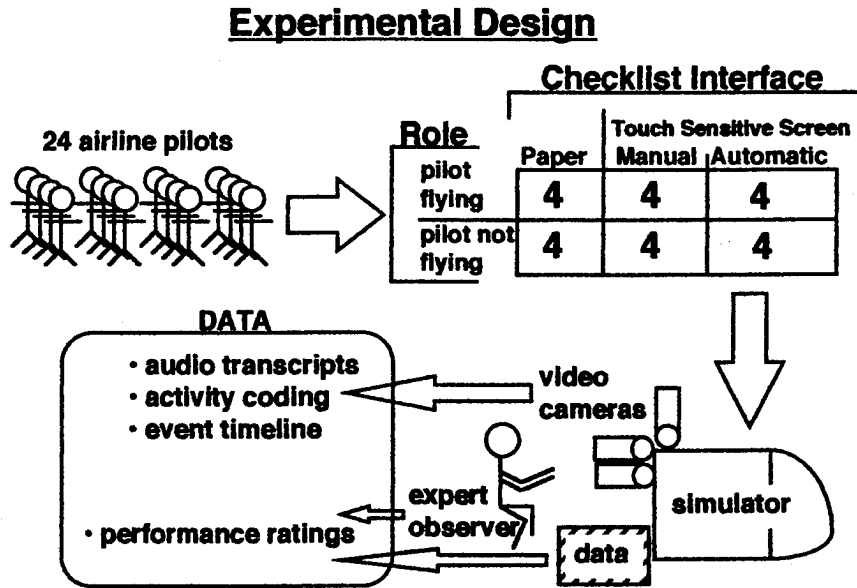 Experimental Design
Checklist Interface
24 airline pilots
Role
Touch Sensitive Screen
Paper Manual Automatic
pilot
flying
4 4 4
pilot not
flying
4 4 4
DATA
• audio transcripts
• activity coding
• event timeline
• performance ratings
video
cameras
expert
observer
simulator
data